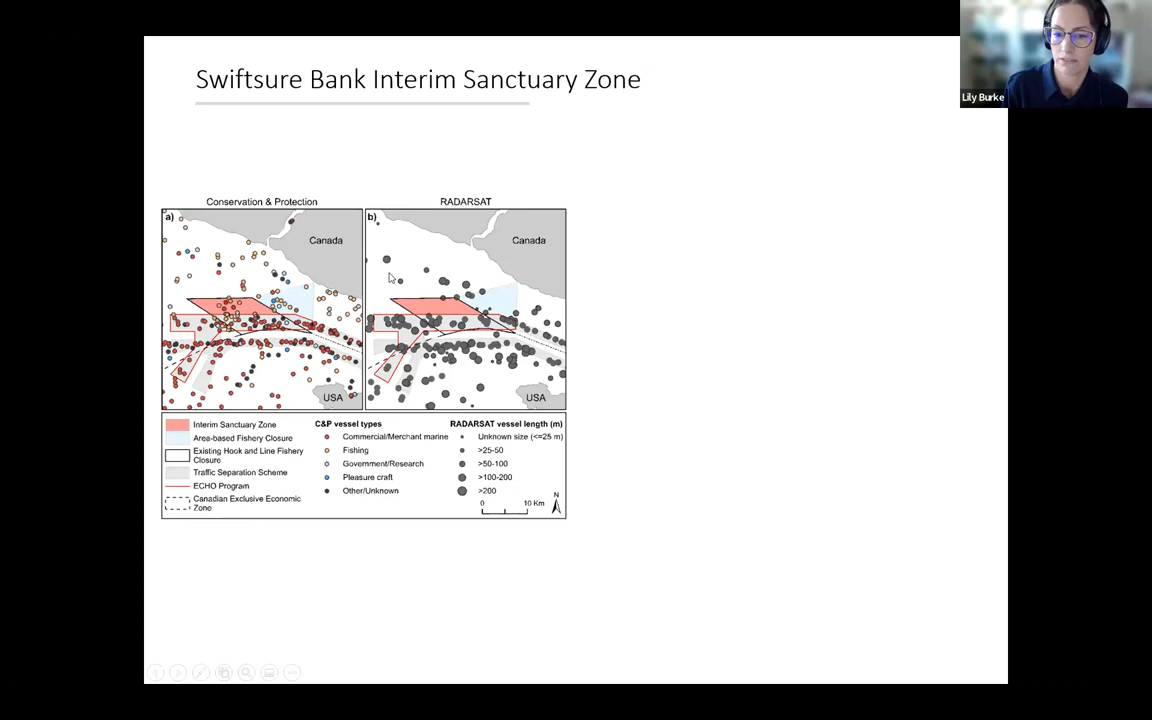 Lily Burke
Swiftsure Bank Interim Sanctuary Zone
Conservation & Protection
RADARSAT
a)
Canada
USA
b)
Canada
USA
Interim Sanctuary Zone
Area-based Fishery Closure
Existing Hook and Line Fishery
Closure
Traffic Separation Scheme
ECHO Program
Canadian Exclusive Economic
Zone
C&P vessel types
Commercial/Merchant marine
Fishing
Government/Research
Pleasure craft
Other/Unknown
RADARSAT vessel length (m)
Unknown size (<=25 m)
>25-50
>50-100
>100-200
>200
0 10 Km
N